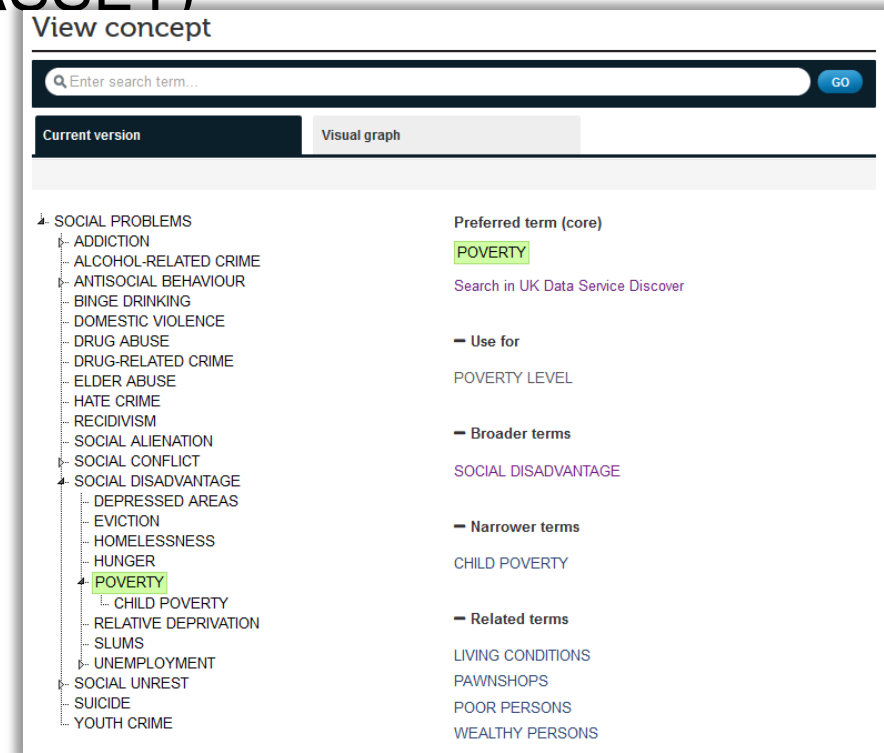 View concept
Enter search term...
GO
Current version
Visual graph
SOCIAL PROBLEMS
ADDICTION
ALCOHOL-RELATED CRIME
ANTISOCIAL BEHAVIOUR
BINGE DRINKING
DOMESTIC VIOLENCE
DRUG ABUSE
DRUG-RELATED CRIME
ELDER ABUSE
HATE CRIME
RECIDIVISM
SOCIAL ALIENATION
SOCIAL CONFLICT
SOCIAL DISADVANTAGE
DEPRESSED AREAS
EVICTION
HOMELESSNESS
HUNGER
POVERTY
CHILD POVERTY
RELATIVE DEPRIVATION
SLUMS
UNEMPLOYMENT
SOCIAL UNREST
SUICIDE
YOUTH CRIME
Preferred term (core)
POVERTY
Search in UK Data Service Discover
Use for
POVERTY LEVEL
Broader terms
SOCIAL DISADVANTAGE
Narrower terms
CHILD POVERTY
Related terms
LIVING CONDITIONS
PAWNSHOPS
POOR PERSONS
WEALTHY PERSONS